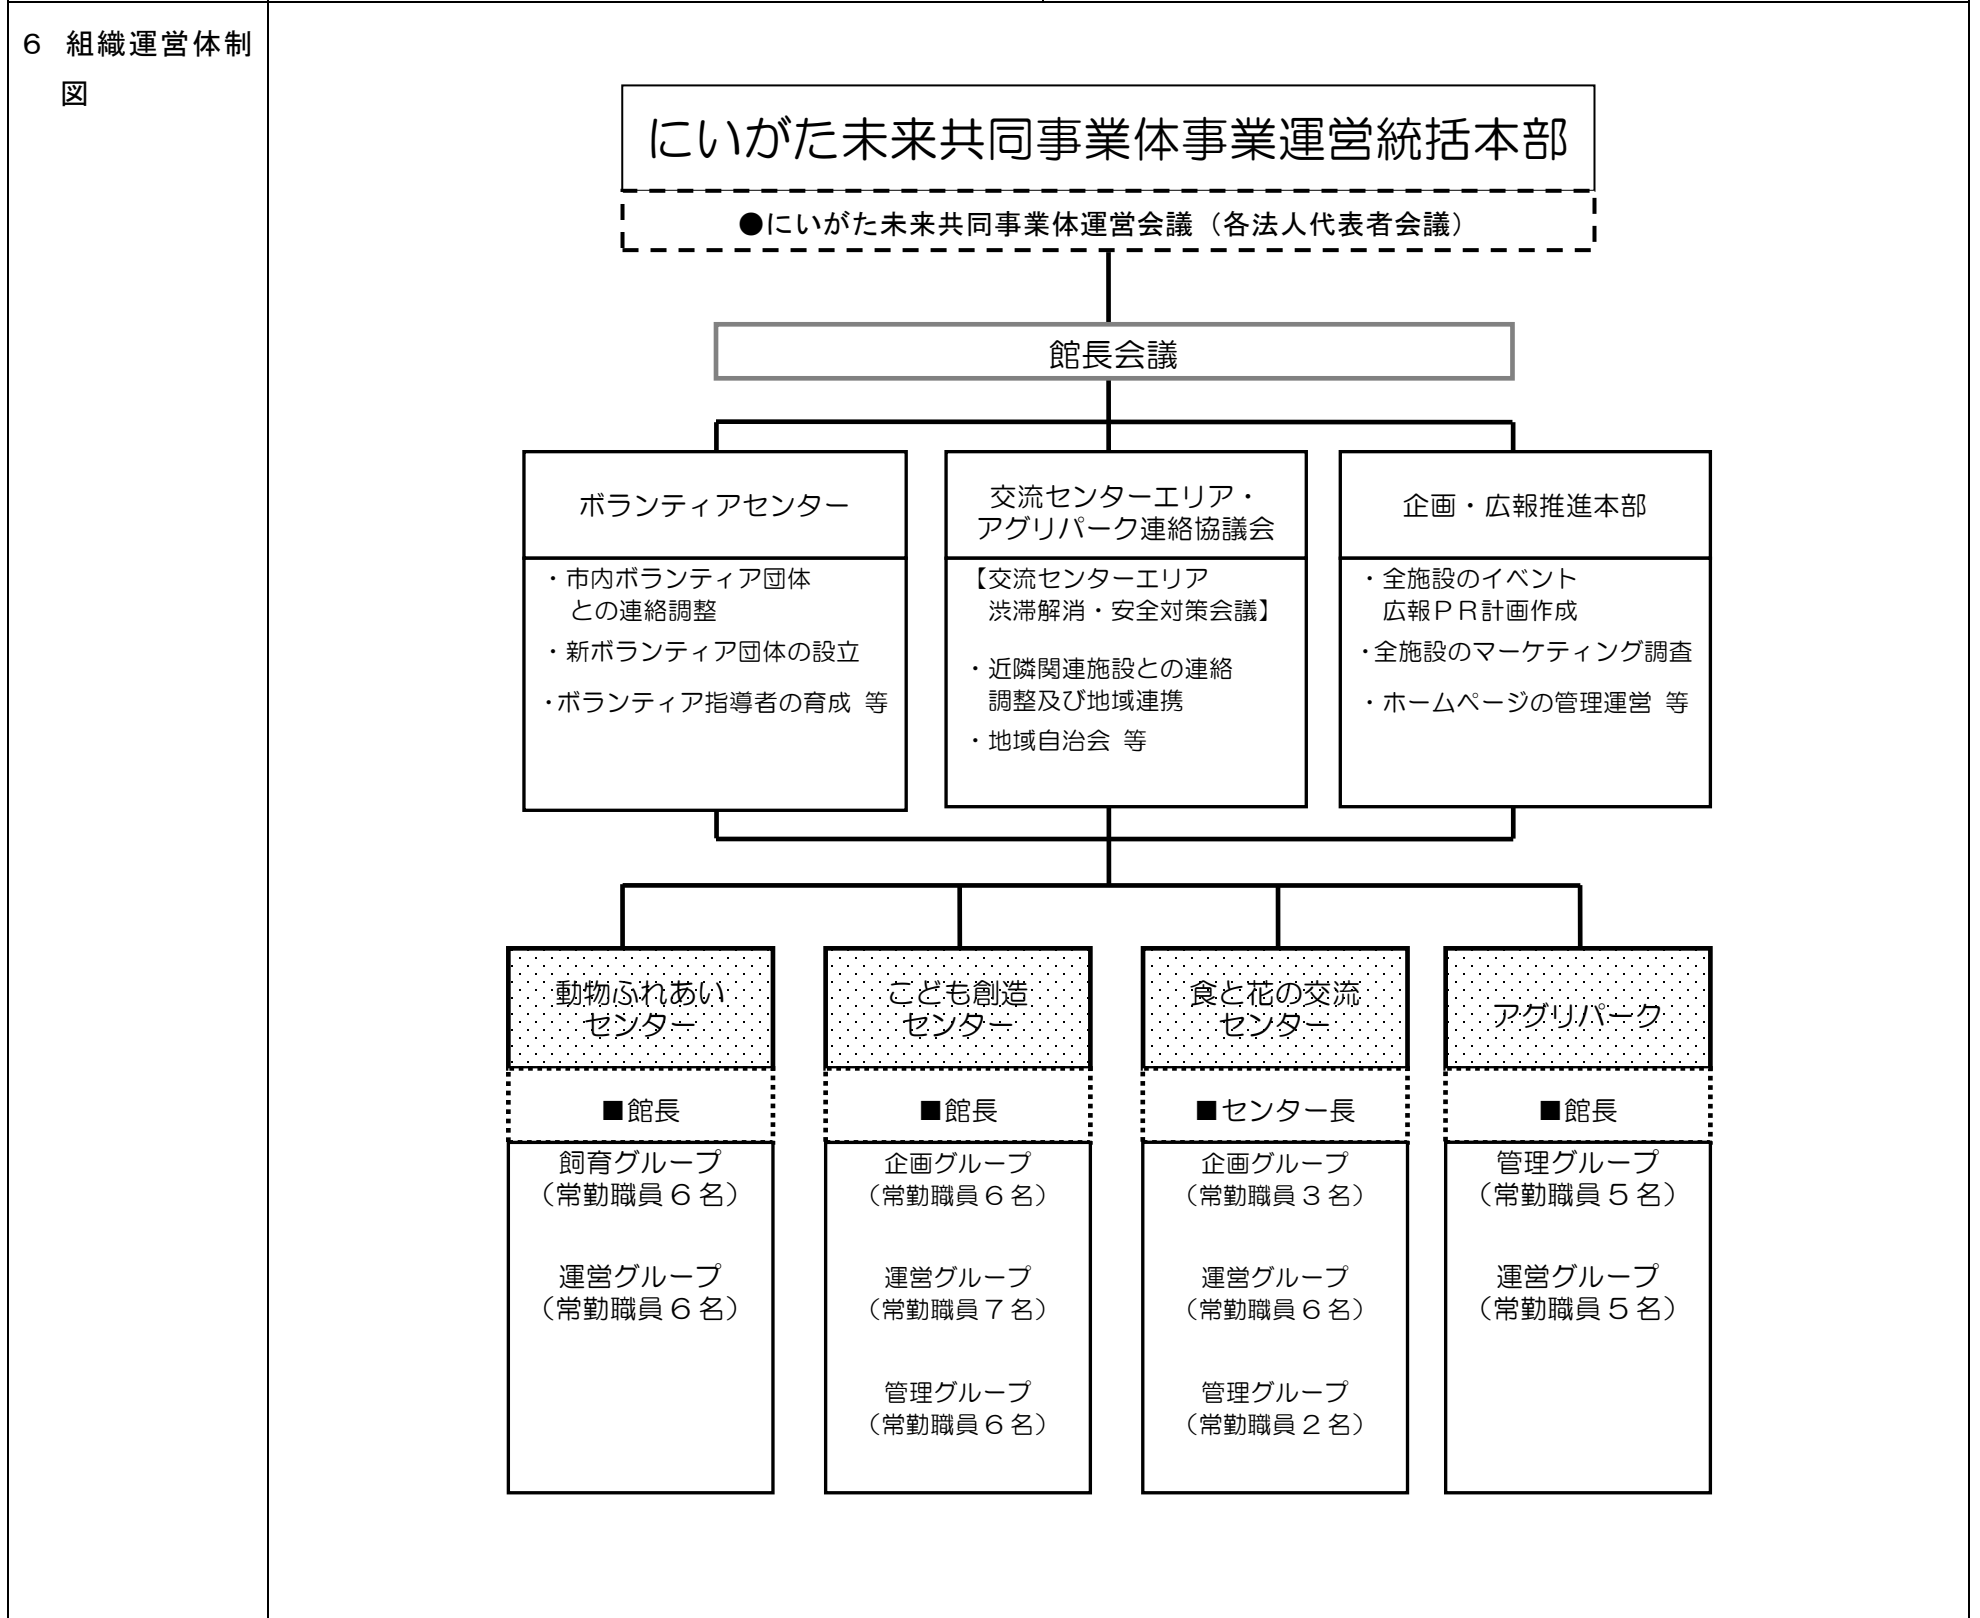 ６ 組織運営体制
図
にいがた未来共同事業体事業運営統括本部
●にいがた未来共同事業体運営会議（各法人代表者会議）
館長会議
ボランティアセンター
・市内ボランティア団体
との連絡調整
・新ボランティア団体の設立
・ボランティア指導者の育成 等
交流センターエリア・
アグリパーク連絡協議会
【交流センターエリア
渋滞解消・安全対策会議】
・近隣関連施設との連絡
調整及び地域連携
・地域自治会 等
企画・広報推進本部
・全施設のイベント
広報ＰＲ計画作成
・全施設のマーケティング調査
・ホームページの管理運営 等
動物ふれあい
センター
■館長
飼育グループ
（常勤職員６名）
運営グループ
（常勤職員６名）
こども創造
センター
■館長
企画グループ
（常勤職員６名）
運営グループ
（常勤職員７名）
管理グループ
（常勤職員６名）
食と花の交流
センター
■センター長
企画グループ
（常勤職員３名）
運営グループ
（常勤職員６名）
管理グループ
（常勤職員２名）
アグリパーク
■館長
管理グループ
（常勤職員５名）
運営グループ
（常勤職員５名）